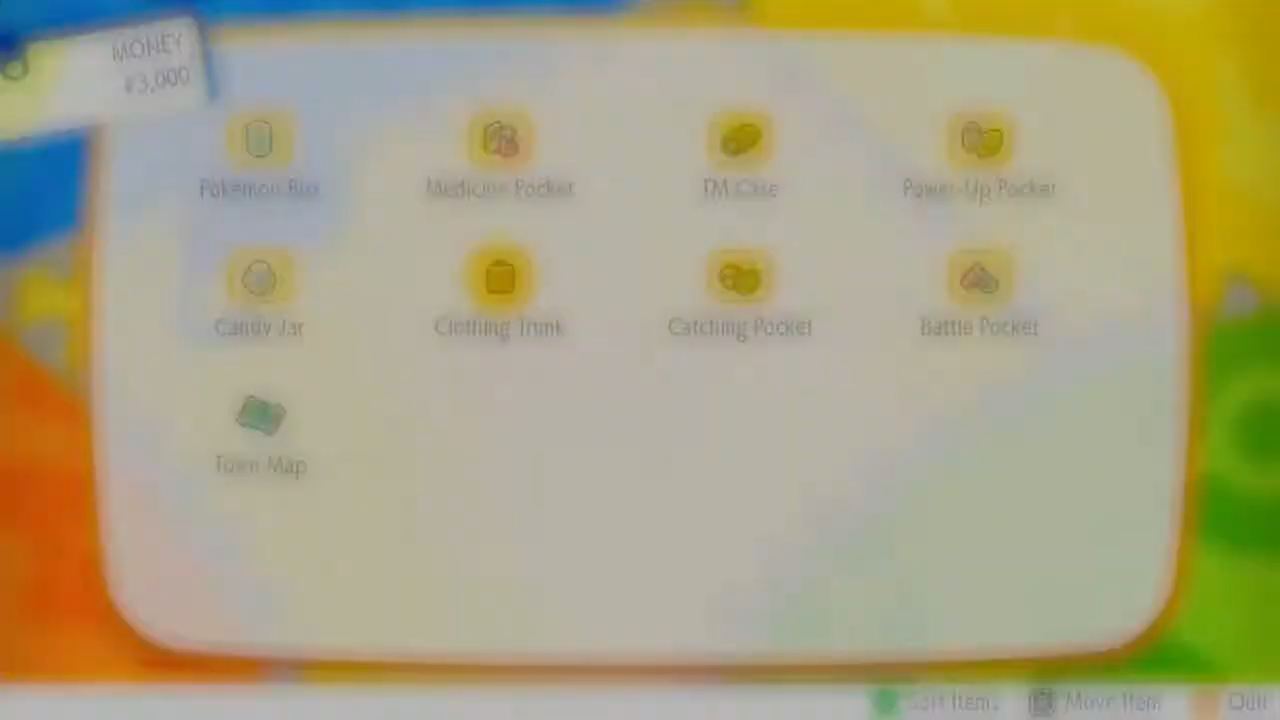 MONEY
₽3,000
Pokémon Box
Medicine Pocket
TM Case
Power-Up Pocket
Candy Jar
Clothing Trunk
Catching Pocket
Battle Pocket
Town Map
Sort Items
Move Item
Quit